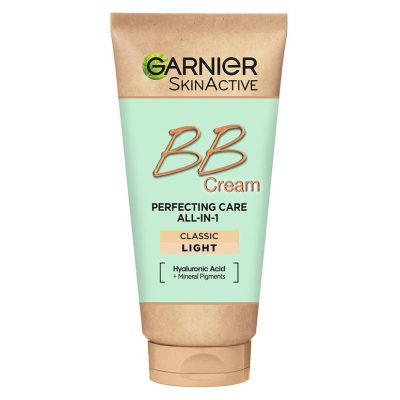 GARNIER
SKINACTIVE
BB
Cream
PERFECTING CARE
ALL-IN-1
CLASSIC
LIGHT
Hyaluronic Acid
+ Mineral Pigments